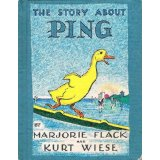 THE STORY ABOUT
PING
BY
MARJORIE FLACK
AND
KURT WIESE